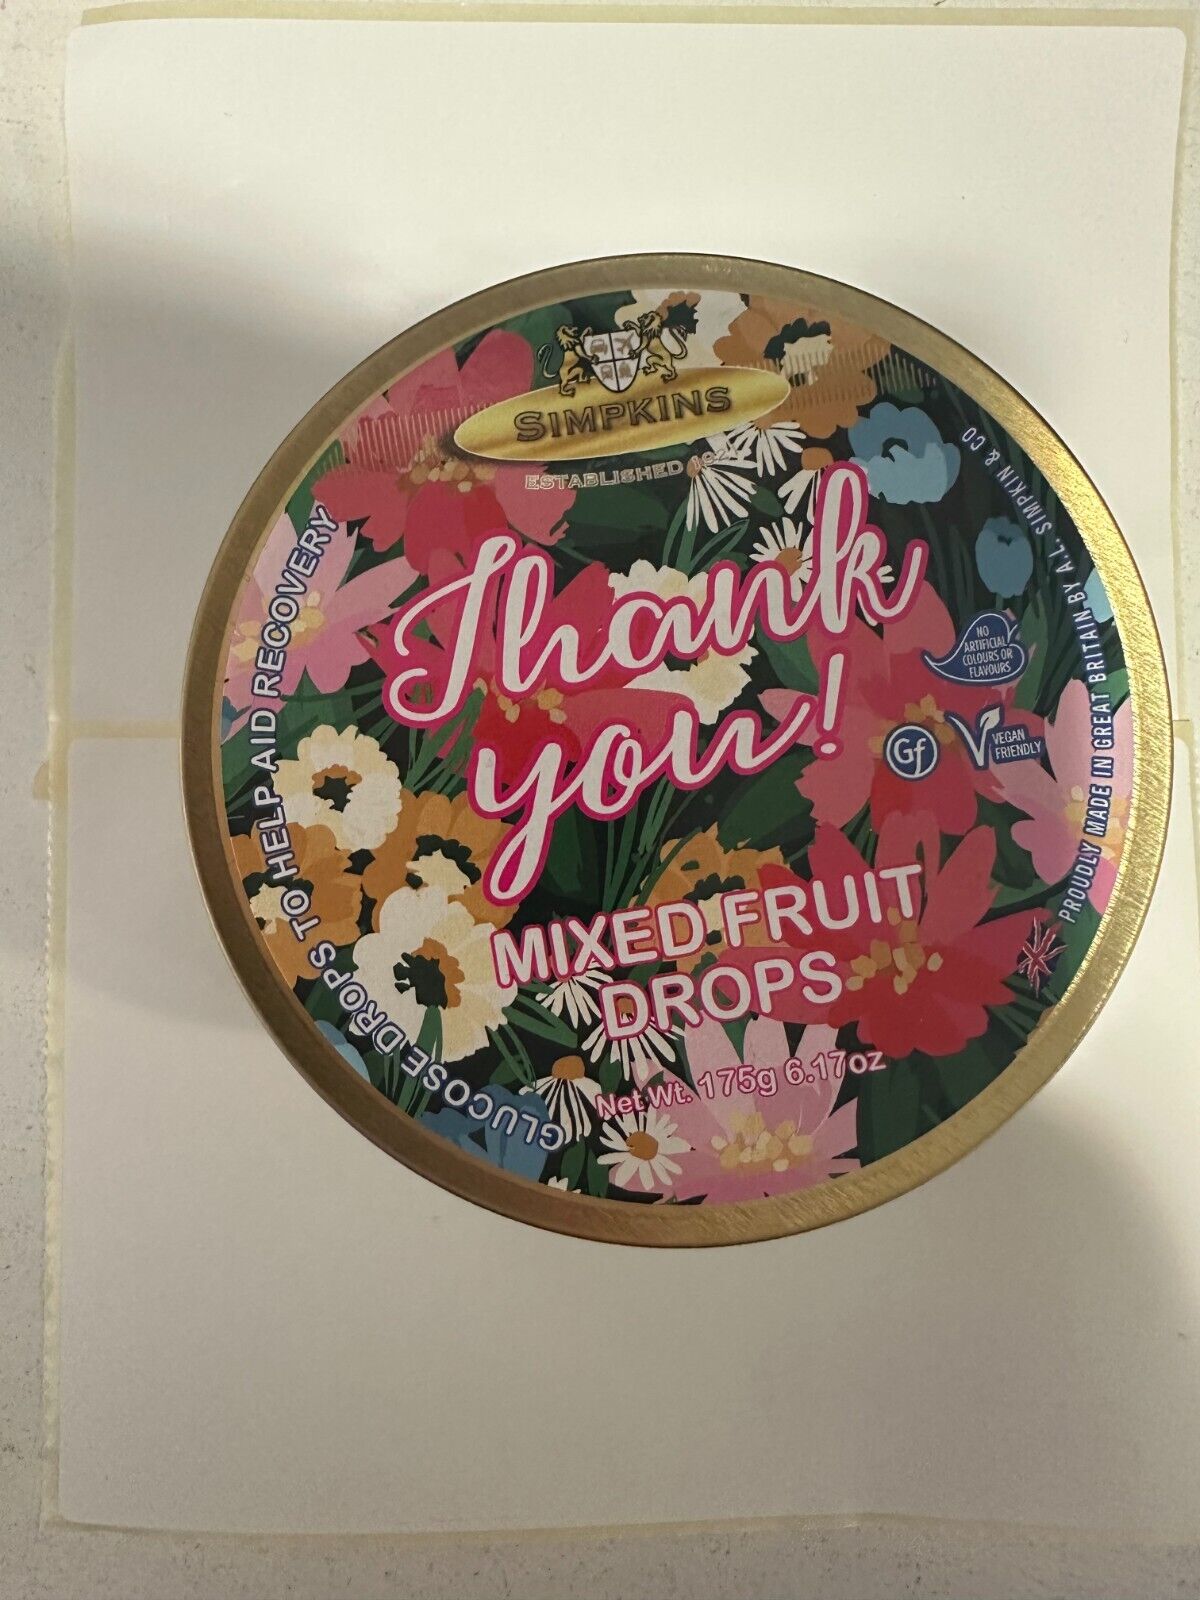 SIMPKINS
ESTABLISHED 1921
Thank
you!
MIXED FRUIT
DROPS
Net Wt. 175g 6.17oz
GLUCOSE DROPS TO HELP AID RECOVERY
PROUDLY MADE IN GREAT BRITAIN BY A.L. SIMPKIN & CO
NO
ARTIFICIAL
COLOURS OR
FLAVOURS
Gf
VEGAN
FRIENDLY